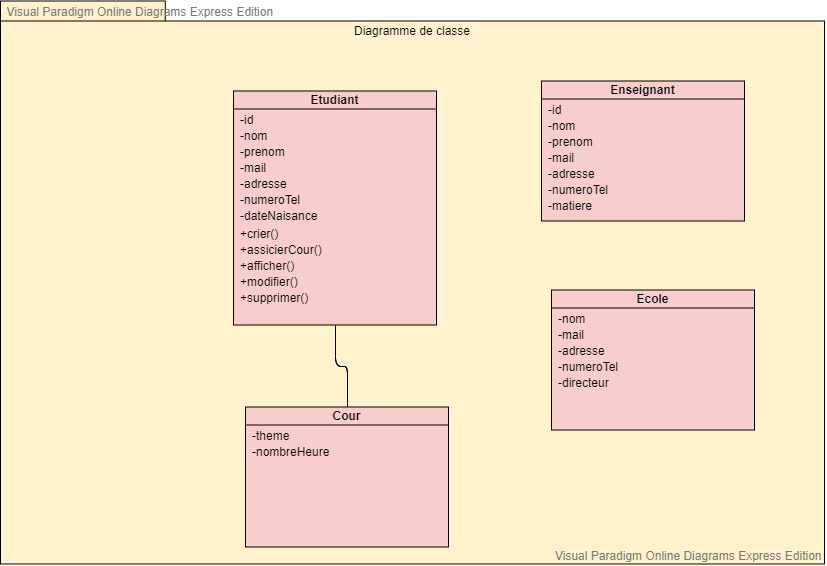 Visual Paradigm Online Diagrams Express Edition
Diagramme de classe
Etudiant
-id
-nom
-prenom
-mail
-adresse
-numeroTel
-dateNaisance
+crier()
+assicierCour()
+afficher()
+modifier()
+supprimer()
Enseignant
-id
-nom
-prenom
-mail
-adresse
-numeroTel
-matiere
Ecole
-nom
-mail
-adresse
-numeroTel
-directeur
Cour
-theme
-nombreHeure
Visual Paradigm Online Diagrams Express Edition